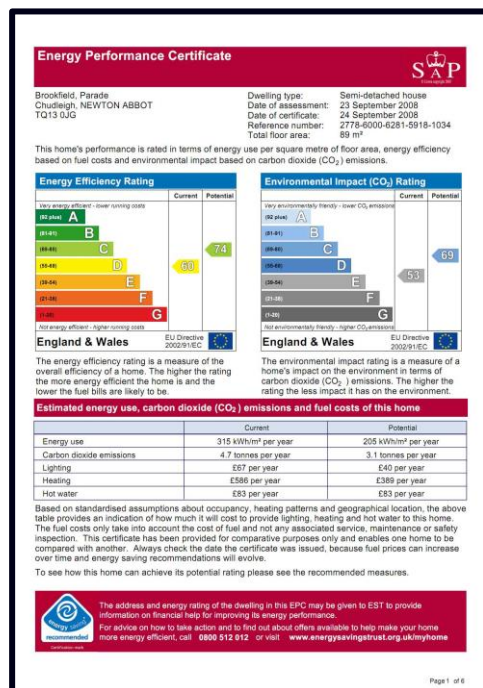 Energy Performance Certificate
SAP
Brookfield, Parade
Chudleigh, NEWTON ABBOT
TQ13 0JG
Dwelling type: Semi-detached house
Date of assessment: 23 September 2008
Date of certificate: 24 September 2008
Reference number: 2778-6000-6281-5918-1034
Total floor area: 89 m²
This home's performance is rated in terms of energy use per square metre of floor area, energy efficiency
based on fuel costs and environmental impact based on carbon dioxide (CO2) emissions.
Energy Efficiency Rating
Current Potential
Very energy efficient - lower running costs
(92 plus) A
(81-91) B
(69-80) C
(55-68) D
(39-54) E
(21-38) F
(1-20) G
60
74
Not energy efficient - higher running costs
England & Wales
EU Directive
2002/91/EC
Environmental Impact (CO2) Rating
Current Potential
Very environmentally friendly - lower CO2 emissions
(92 plus) A
(81-91) B
(69-80) C
(55-68) D
(39-54) E
(21-38) F
(1-20) G
53
69
Not environmentally friendly - higher CO2 emissions
England & Wales
EU Directive
2002/91/EC
The energy efficiency rating is a measure of the
overall efficiency of a home. The higher the rating
the more energy efficient the home is and the
lower the fuel bills are likely to be.
The environmental impact rating is a measure of a
home's impact on the environment in terms of
carbon dioxide (CO2 ) emissions. The higher the
rating the less impact it has on the environment.
Estimated energy use, carbon dioxide (CO2) emissions and fuel costs of this home
Current Potential
Energy use 315 kWh/m² per year 205 kWh/m² per year
Carbon dioxide emissions 4.7 tonnes per year 3.1 tonnes per year
Lighting £67 per year £40 per year
Heating £586 per year £389 per year
Hot water £83 per year £83 per year
Based on standardised assumptions about occupancy, heating patterns and geographical location, the above
table provides an indication of how much it will cost to provide lighting, heating and hot water to this home.
The fuel costs only take into account the cost of fuel and not any associated service, maintenance or safety
inspection. This certificate has been provided for comparative purposes only and enables one home to be
compared with another. Always check the date the certificate was issued, because fuel prices can increase
over time and energy saving recommendations will evolve.
To see how this home can achieve its potential rating please see the recommended measures.
energy saving
recommended
Certification mark
The address and energy rating of the dwelling in this EPC may be given to EST to provide
information on financial help for improving its energy performance.
For advice on how to take action and to find out about offers available to help make your home
more energy efficient, call 0800 512 012 or visit www.energysavingstrust.org.uk/myhome
Page 1 of 6